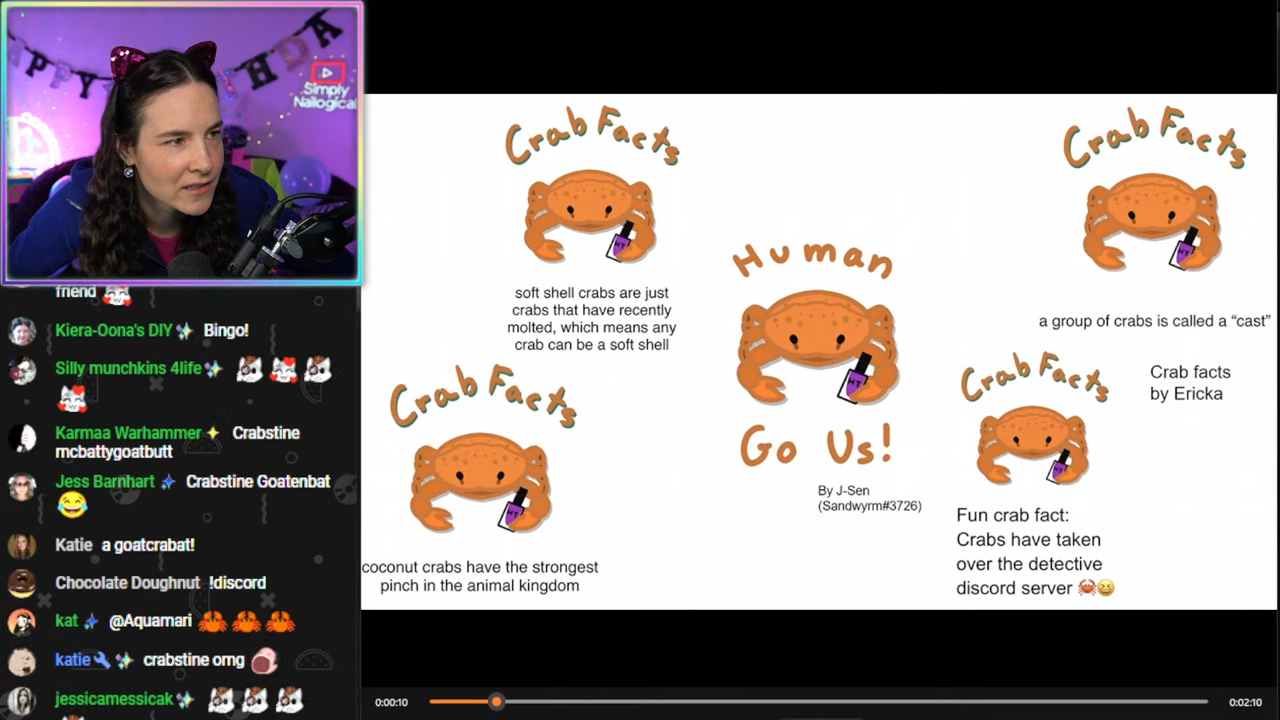 Simply
Nailogical
friend
Kiera-Oona's DIY Bingo!
Silly munchkins 4life
Karmaa Warhammer Crabstine
mcbattygoatbutt
Jess Barnhart Crabstine Goatenbat
Katie a goatcrabat!
Chocolate Doughnut !discord
kat @Aquamari
katie crabstine omg
jessicamessicak
Crab Facts
HT
soft shell crabs are just
crabs that have recently
molted, which means any
crab can be a soft shell
Crab Facts
HT
coconut crabs have the strongest
pinch in the animal kingdom
Human
HT
Go Us!
By J-Sen
(Sandwyrm#3726)
Crab Facts
HT
a group of crabs is called a “cast”
Crab facts
by Ericka
Crab Facts
HT
Fun crab fact:
Crabs have taken
over the detective
discord server 🦀😆
0:00:10
0:02:10